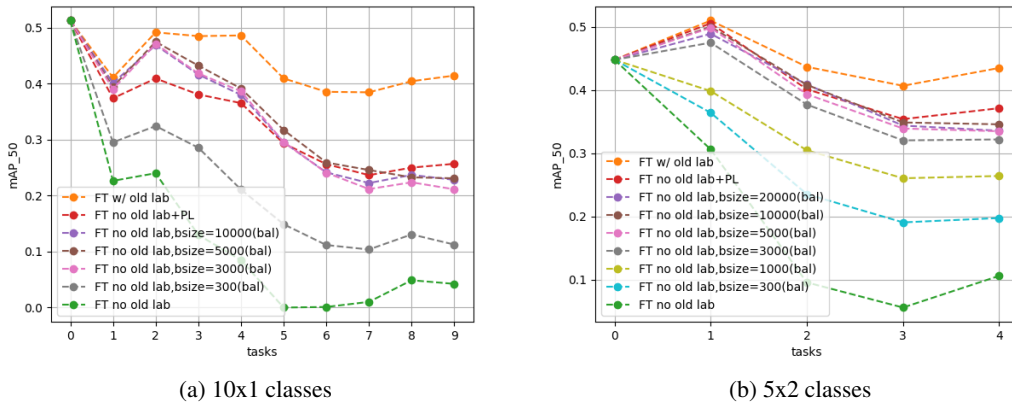 0.5
0.4
0.3
0.2
0.1
0.0
mAP_50
FT w/ old lab
FT no old lab+PL
FT no old lab,bsize=10000(bal)
FT no old lab,bsize=5000(bal)
FT no old lab,bsize=3000(bal)
FT no old lab,bsize=300(bal)
FT no old lab
0 1 2 3 4 5 6 7 8 9
tasks
(a) 10x1 classes
0.5
0.4
0.3
0.2
0.1
mAP_50
FT w/ old lab
FT no old lab+PL
FT no old lab,bsize=20000(bal)
FT no old lab,bsize=10000(bal)
FT no old lab,bsize=5000(bal)
FT no old lab,bsize=3000(bal)
FT no old lab,bsize=1000(bal)
FT no old lab,bsize=300(bal)
FT no old lab
0 1 2 3 4
tasks
(b) 5x2 classes